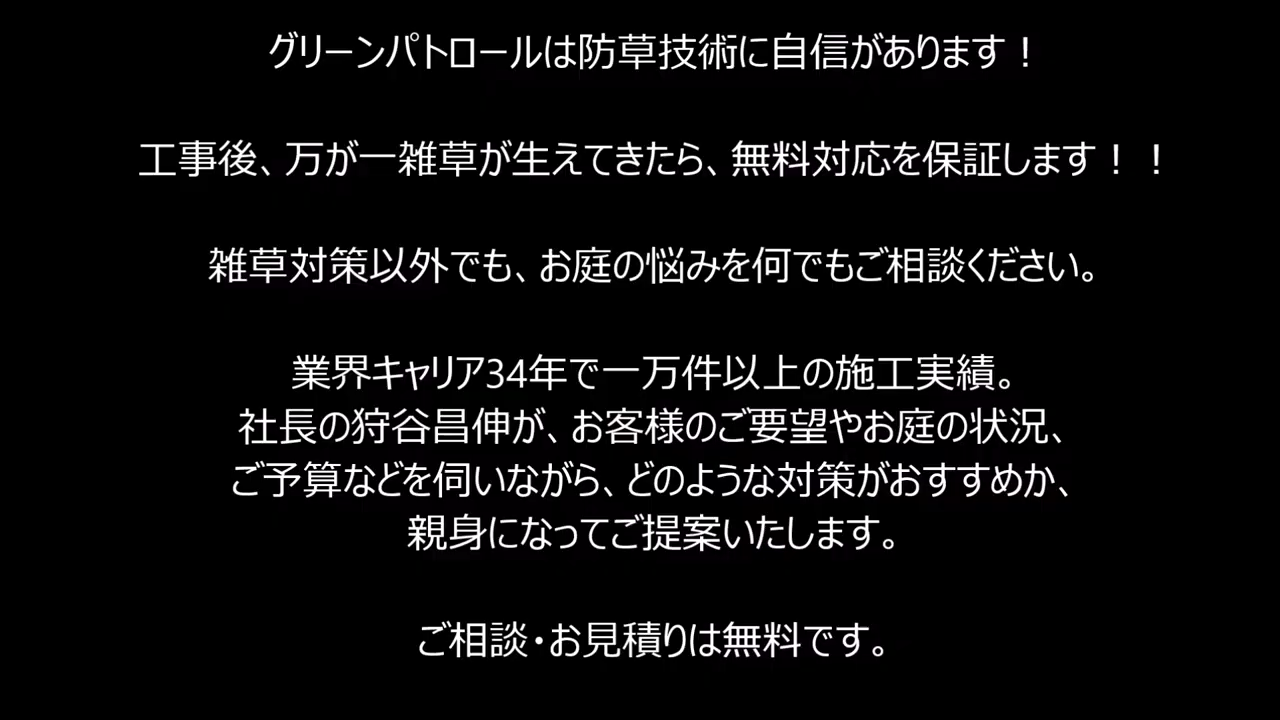 グリーンパトロールは防草技術に自信があります！
工事後、万が一雑草が生えてきたら、無料対応を保証します！！
雑草対策以外でも、お庭の悩みを何でもご相談ください。
業界キャリア34年で一万件以上の施工実績。
社長の狩谷昌伸が、お客様のご要望やお庭の状況、
ご予算などを伺いながら、どのような対策がおすすめか、
親身になってご提案いたします。
ご相談・お見積りは無料です。